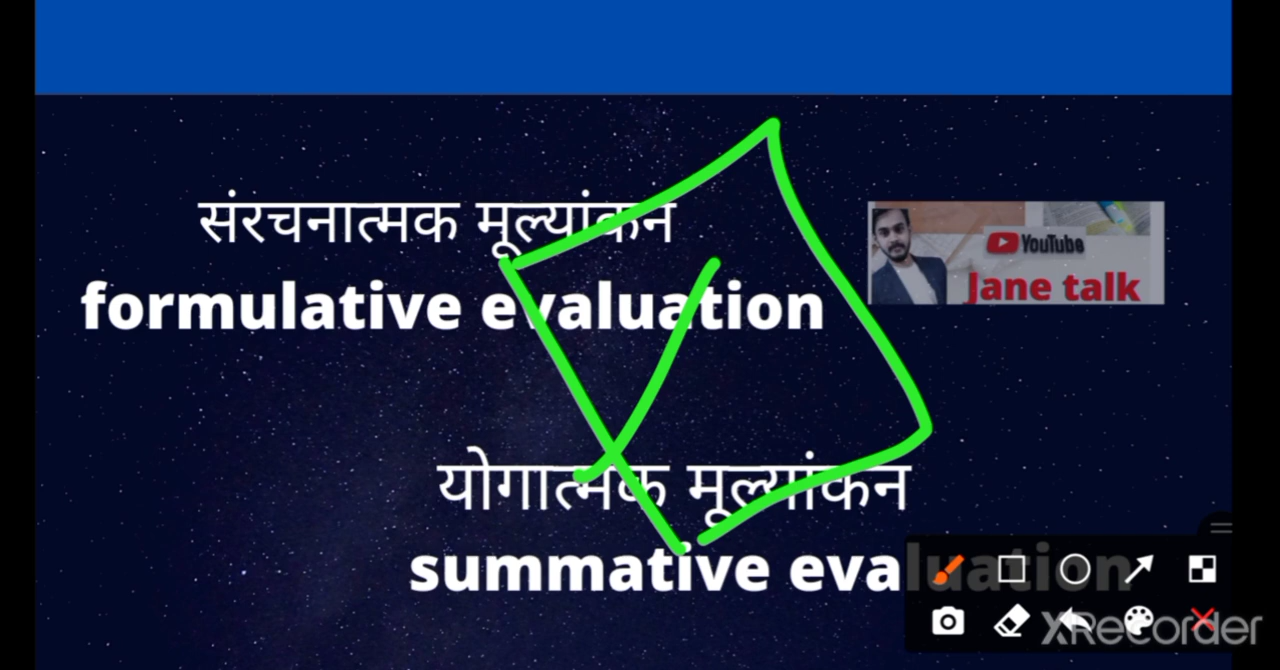 संरचनात्मक मूल्यांकन
formulative evaluation
YouTube
Jane talk
योगात्मक मूल्यांकन
summative evaluation
XRecorder